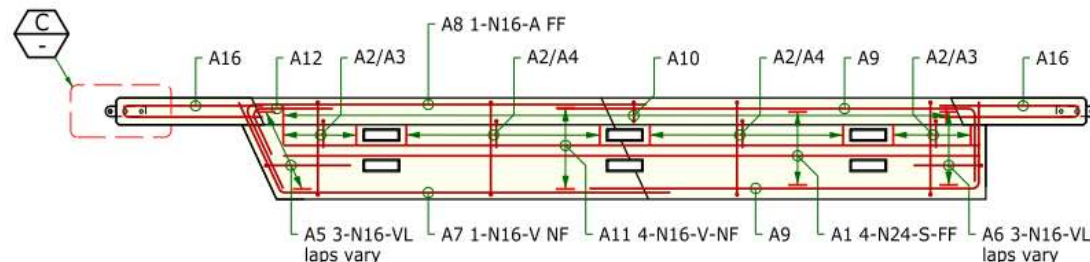 C
-
A8 1-N16-A FF
A16
A12
A2/A3
A2/A4
A10
A2/A4
A9
A2/A3
A16
A5 3-N16-VL
laps vary
A7 1-N16-V NF
A11 4-N16-V-NF
A9
A1 4-N24-S-FF
A6 3-N16-VL
laps vary